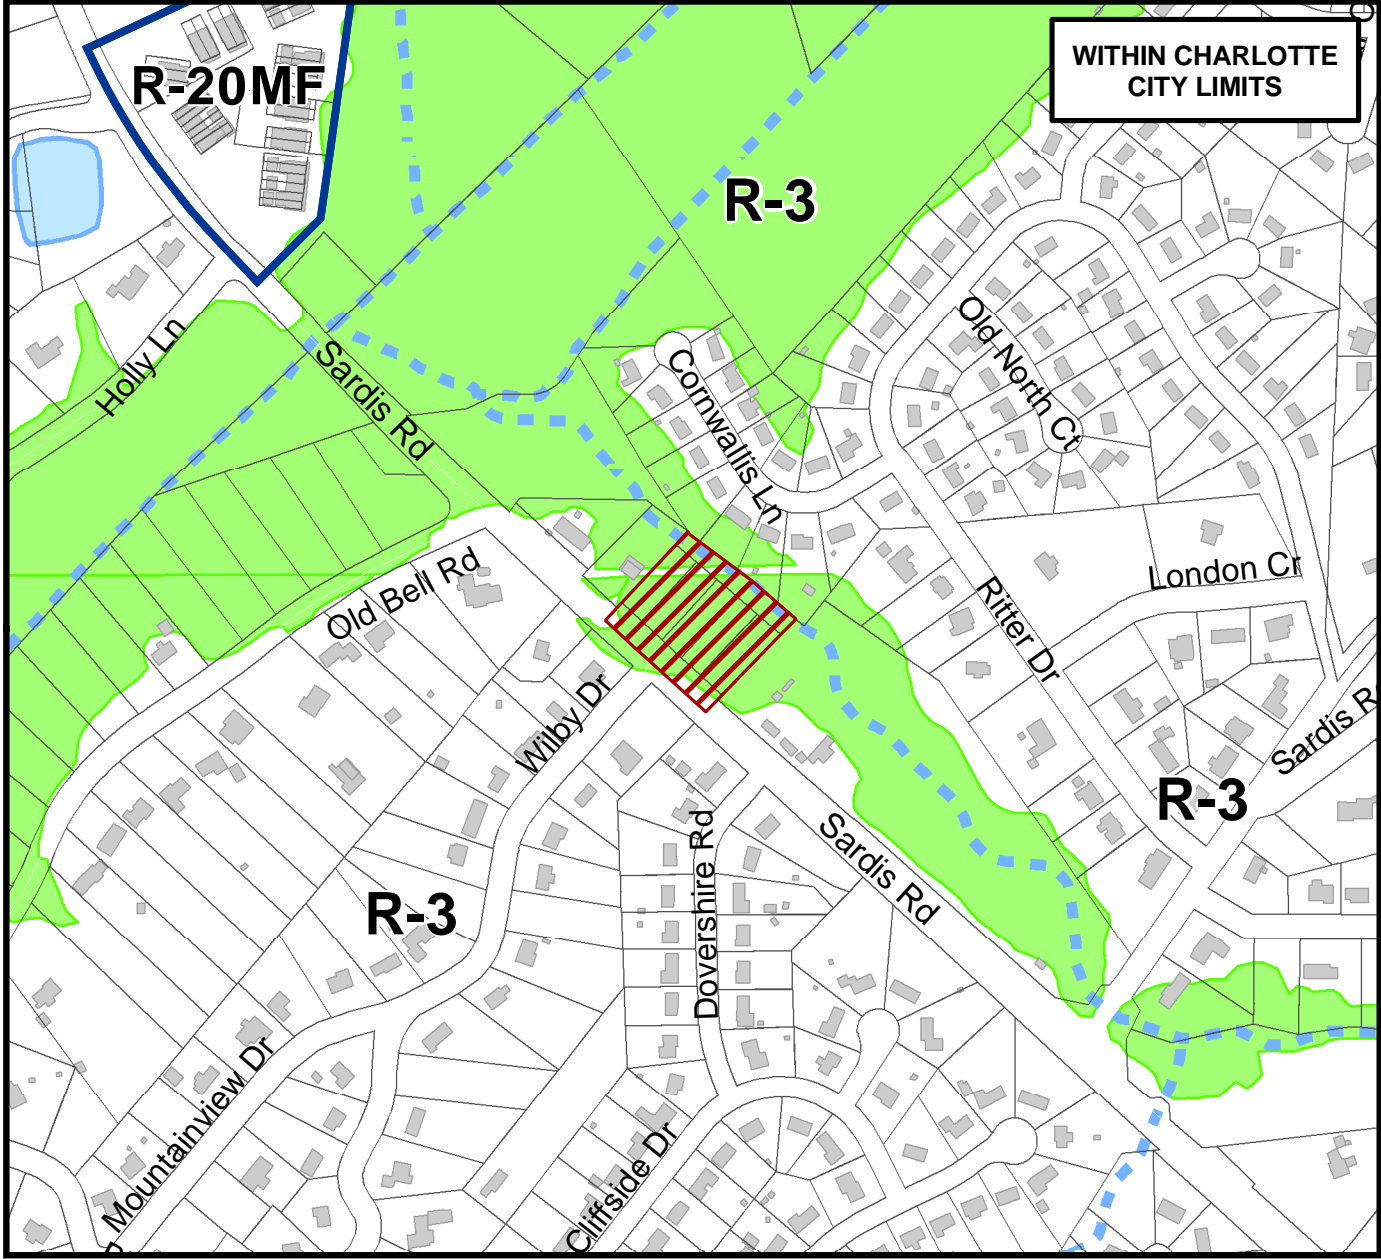 WITHIN CHARLOTTE
CITY LIMITS
R-20MF
R-3
Holly Ln
Sardis Rd
Cornwallis Ln
Old North Ct
Old Bell Rd
London Cr
Ritter Dr
Wilby Dr
Sardis R
R-3
Dovershire Rd
Sardis Rd
R-3
Mountainview Dr
Cliffside Dr